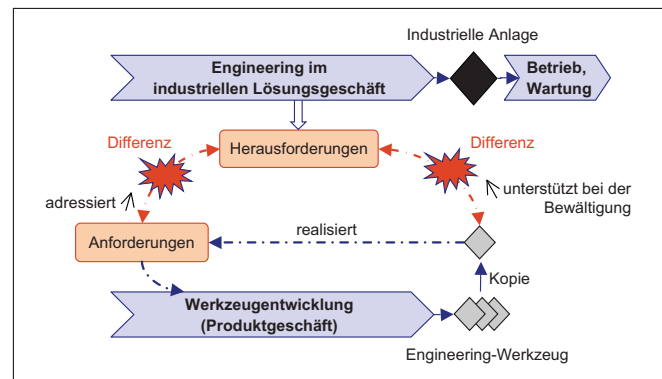 Industrielle Anlage
Engineering im
industriellen Lösungsgeschäft
Betrieb,
Wartung
Differenz
Herausforderungen
Differenz
adressiert
unterstützt bei der
Bewältigung
Anforderungen
realisiert
Kopie
Werkzeugentwicklung
(Produktgeschäft)
Engineering-Werkzeug